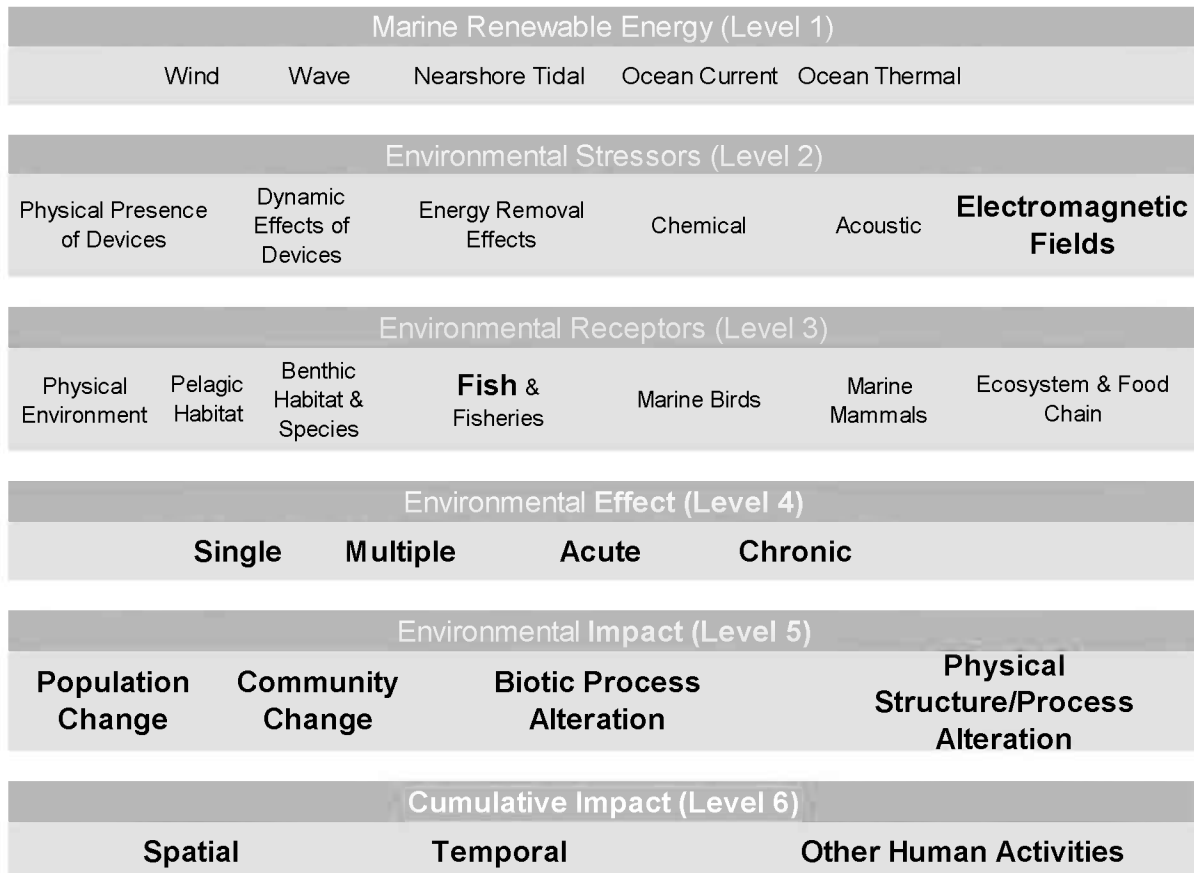 Marine Renewable Energy (Level 1)
Wind Wave Nearshore Tidal Ocean Current Ocean Thermal
Environmental Stressors (Level 2)
Physical Presence
of Devices
Dynamic
Effects of
Devices
Energy Removal
Effects
Chemical
Acoustic
Electromagnetic
Fields
Environmental Receptors (Level 3)
Physical
Environment
Pelagic
Habitat
Benthic
Habitat &
Species
Fish &
Fisheries
Marine Birds
Marine
Mammals
Ecosystem & Food
Chain
Environmental Effect (Level 4)
Single Multiple Acute Chronic
Environmental Impact (Level 5)
Population
Change
Community
Change
Biotic Process
Alteration
Physical
Structure/Process
Alteration
Cumulative Impact (Level 6)
Spatial Temporal Other Human Activities